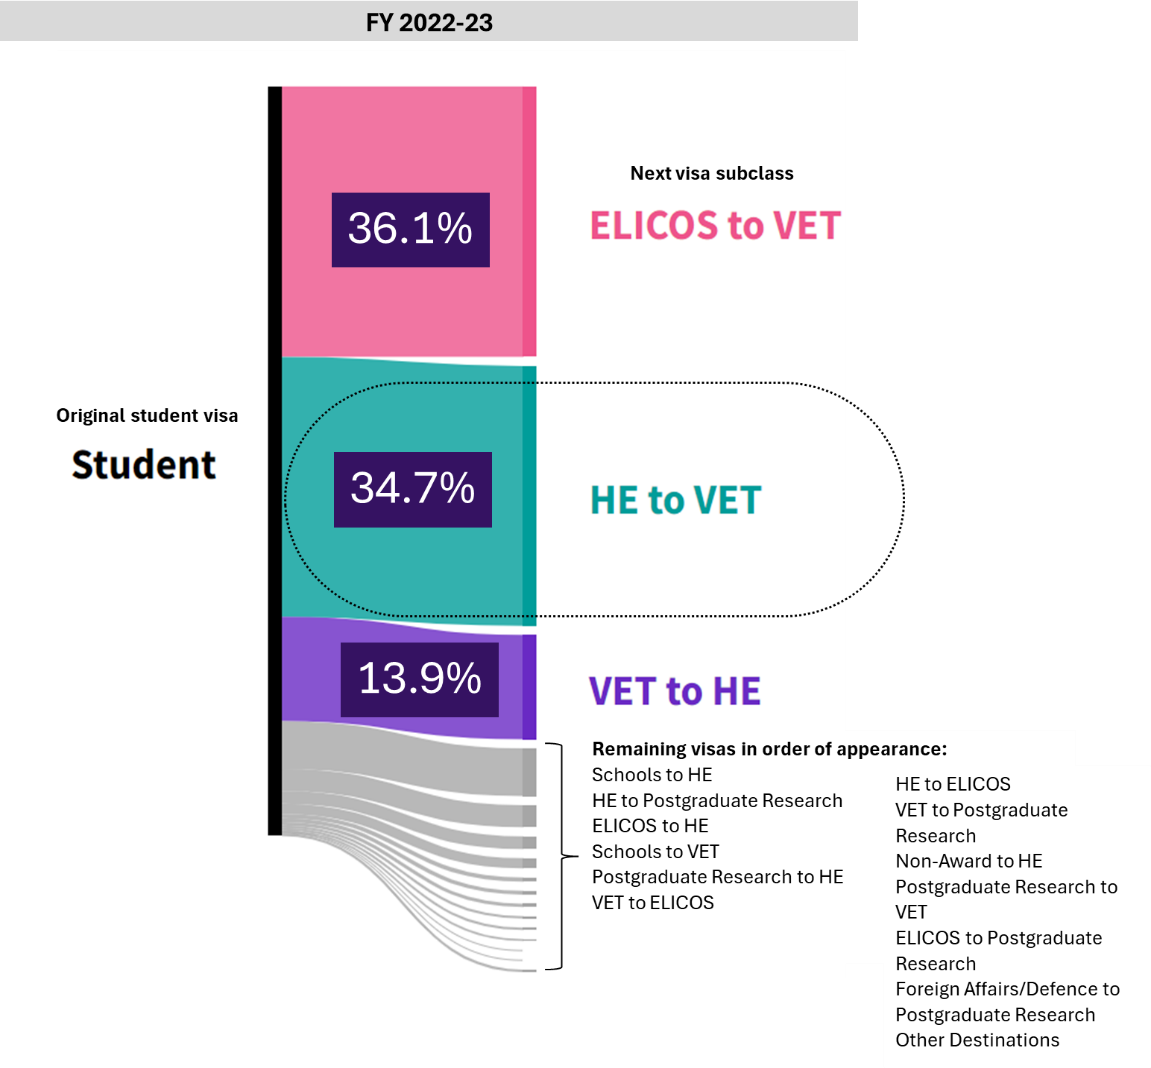 FY 2022-23
Next visa subclass
36.1%
ELICOS to VET
Original student visa
Student
34.7%
HE to VET
13.9%
VET to HE
Remaining visas in order of appearance:
Schools to HE
HE to Postgraduate Research
ELICOS to HE
Schools to VET
Postgraduate Research to HE
VET to ELICOS
HE to ELICOS
VET to Postgraduate
Research
Non-Award to HE
Postgraduate Research to
VET
ELICOS to Postgraduate
Research
Foreign Affairs/Defence to
Postgraduate Research
Other Destinations